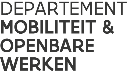 DEPARTEMENT
MOBILITEIT &
OPENBARE
WERKEN